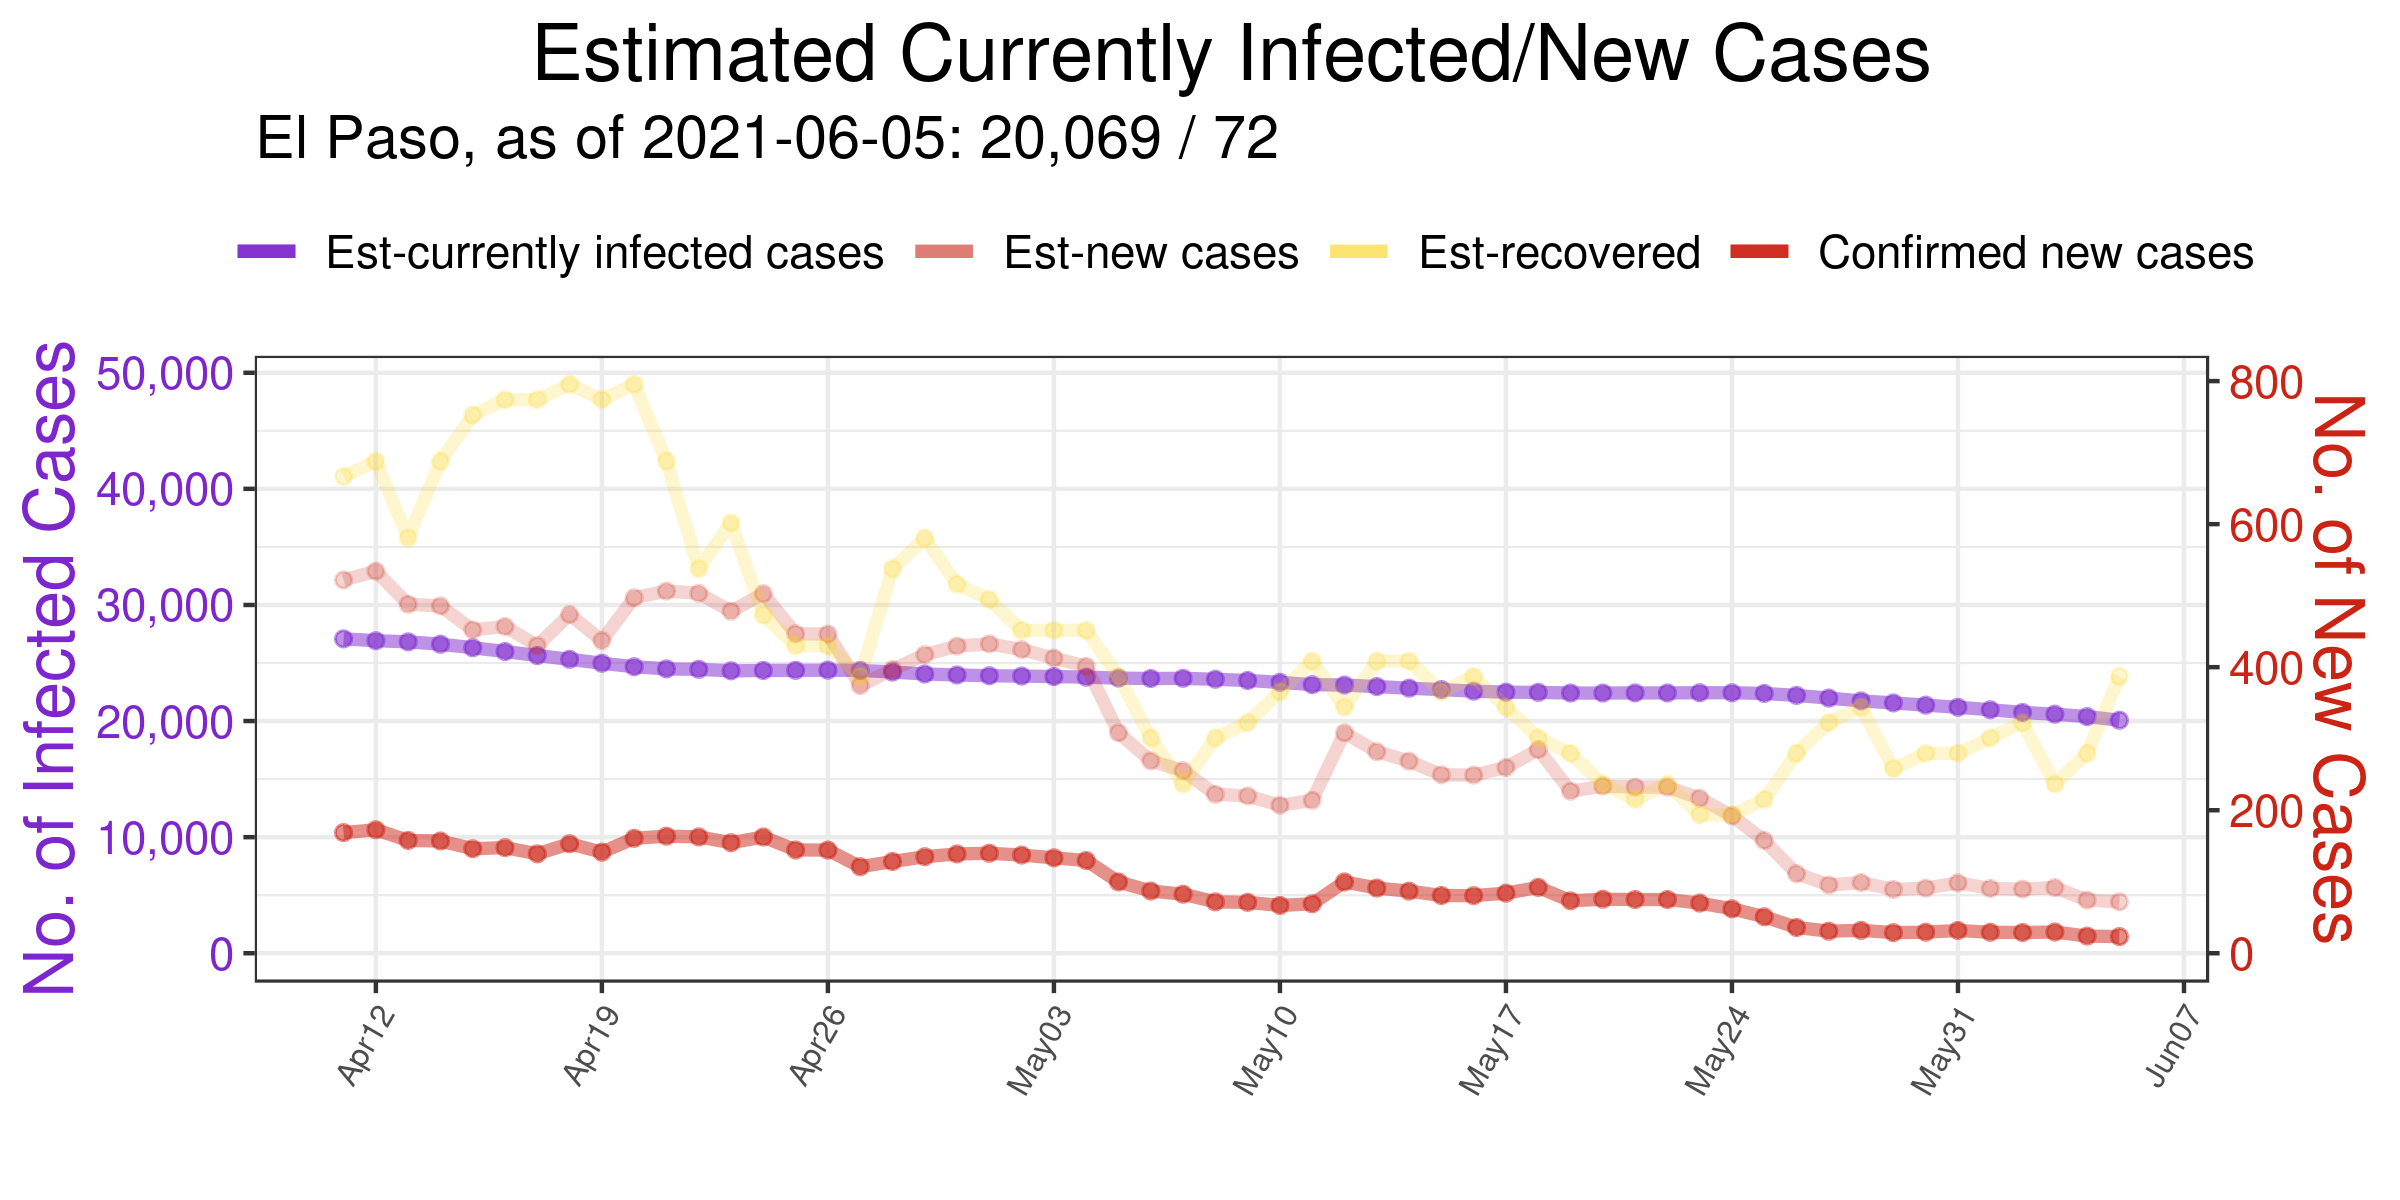 Estimated Currently Infected/New Cases
El Paso, as of 2021-06-05: 20,069 / 72
Est-currently infected cases Est-new cases Est-recovered Confirmed new cases
No. of Infected Cases
50,000
40,000
30,000
20,000
10,000
0
800
600
400
200
0
No. of New Cases
Apr12 Apr19 Apr26 May03 May10 May17 May24 May31 Jun07